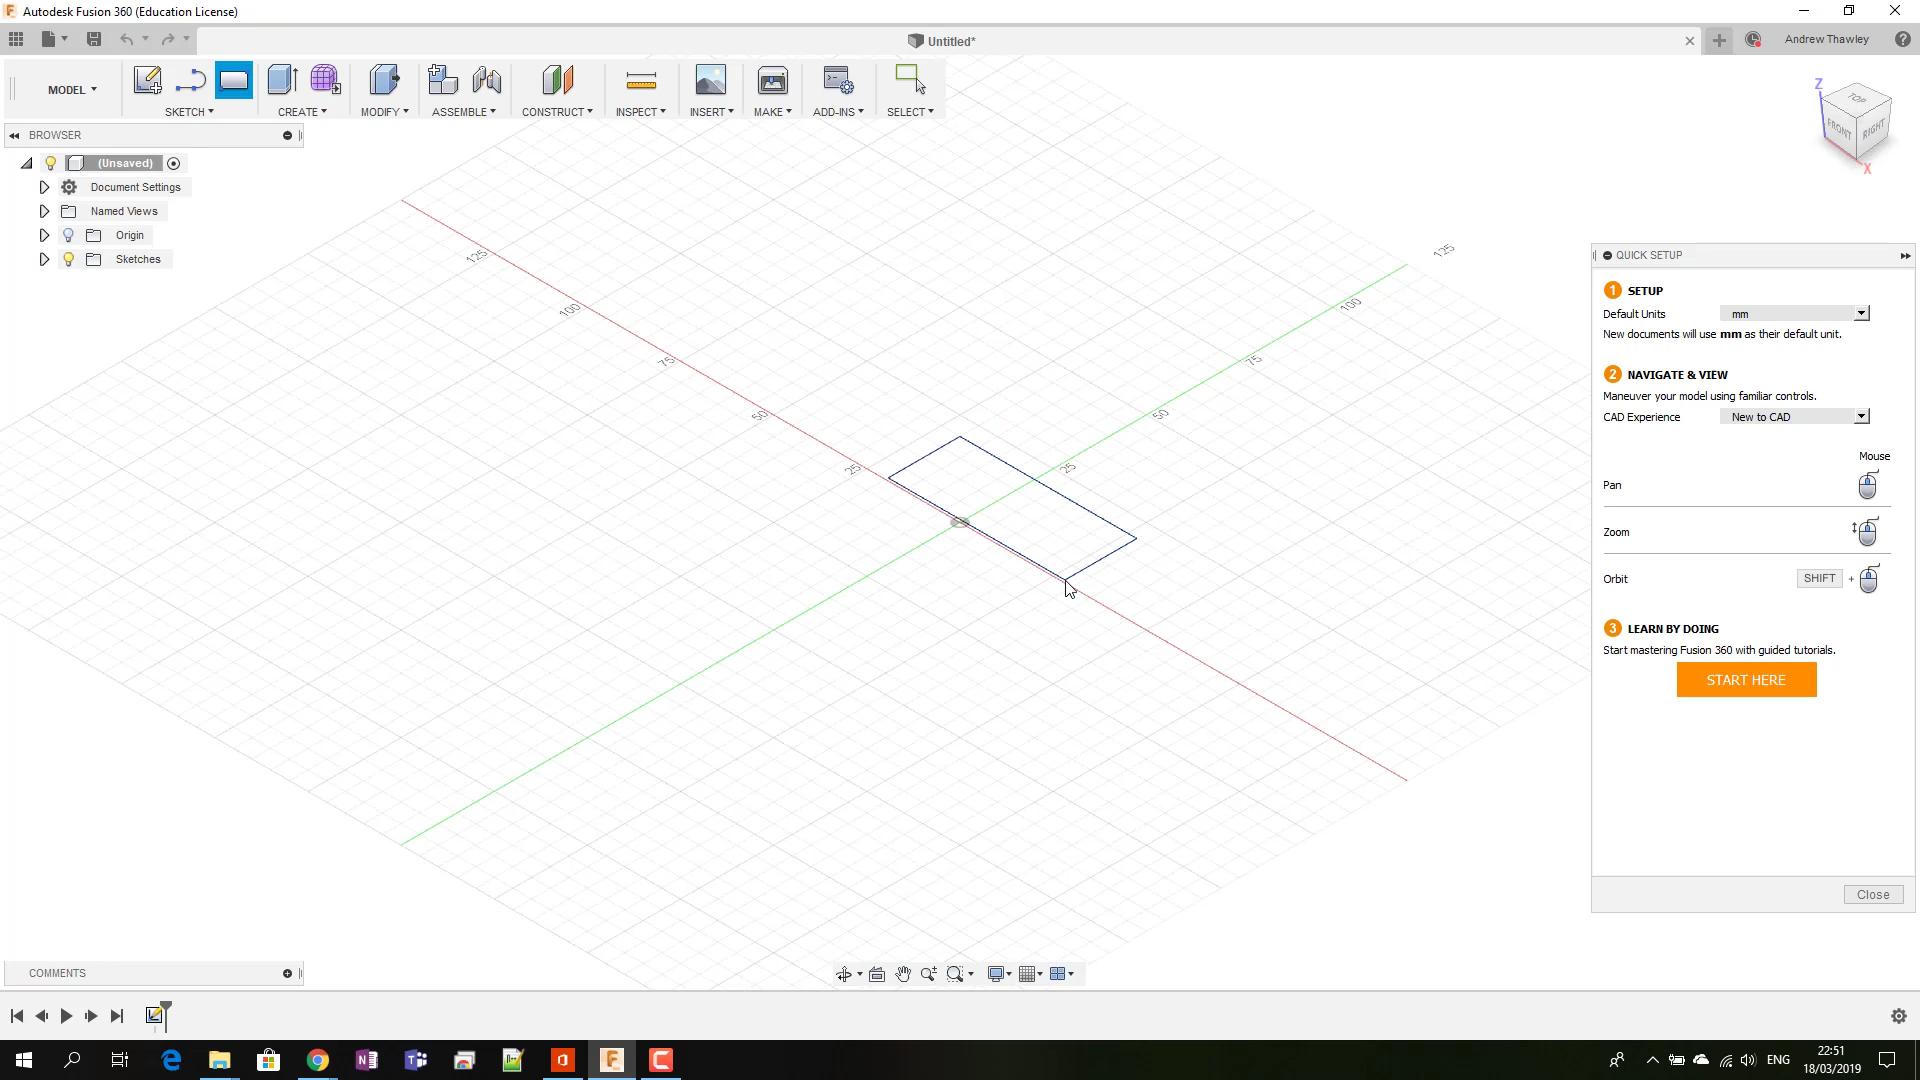 Autodesk Fusion 360 (Education License)
Untitled*
Andrew Thawley
MODEL
SKETCH
CREATE
MODIFY
ASSEMBLE
CONSTRUCT
INSPECT
INSERT
MAKE
ADD-INS
SELECT
Z
TOP
FRONT
RIGHT
X
BROWSER
(Unsaved)
Document Settings
Named Views
Origin
Sketches
125
100
75
50
25
125
100
75
50
25
QUICK SETUP
1 SETUP
Default Units mm
New documents will use mm as their default unit.
2 NAVIGATE & VIEW
Maneuver your model using familiar controls.
CAD Experience New to CAD
Mouse
Pan
Zoom
Orbit SHIFT +
3 LEARN BY DOING
Start mastering Fusion 360 with guided tutorials.
START HERE
Close
COMMENTS
ENG
22:51
18/03/2019